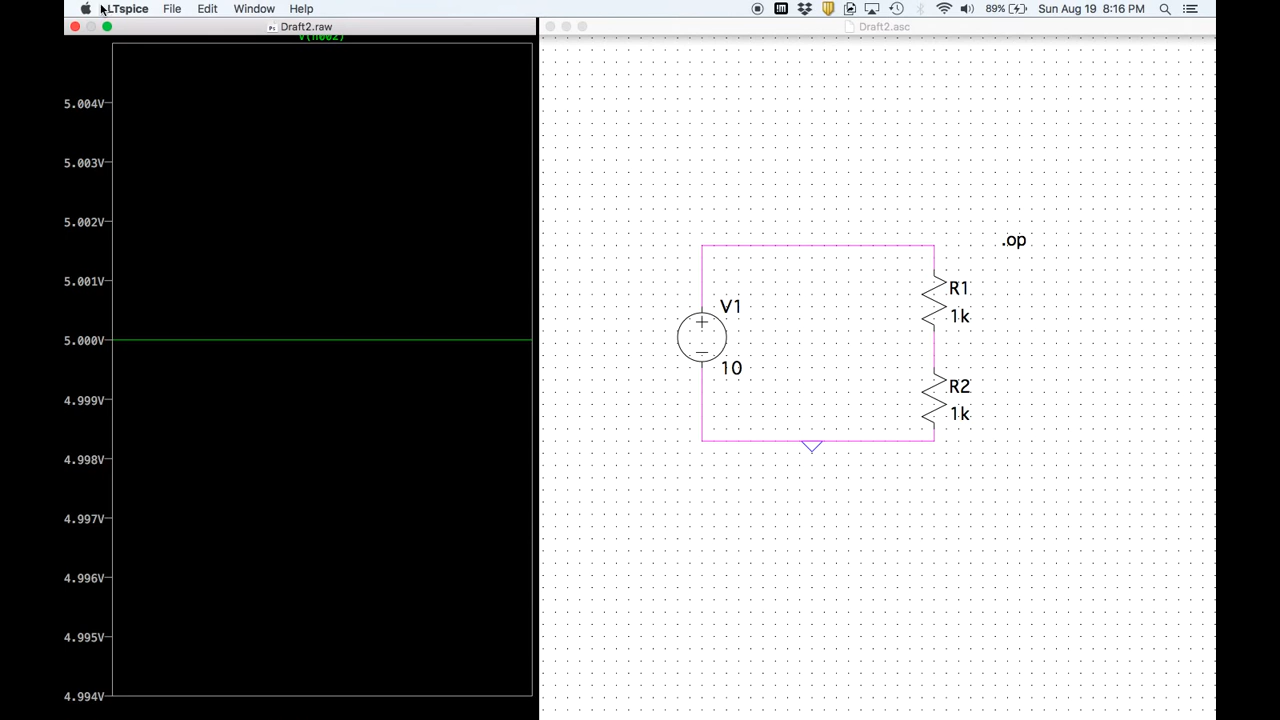 LTspice File Edit Window Help 89% Sun Aug 19 8:16 PM
Draft2.raw
V(n002)
5.004V
5.003V
5.002V
5.001V
5.000V
4.999V
4.998V
4.997V
4.996V
4.995V
4.994V
Draft2.asc
.op
V1
10
R1
1k
R2
1k